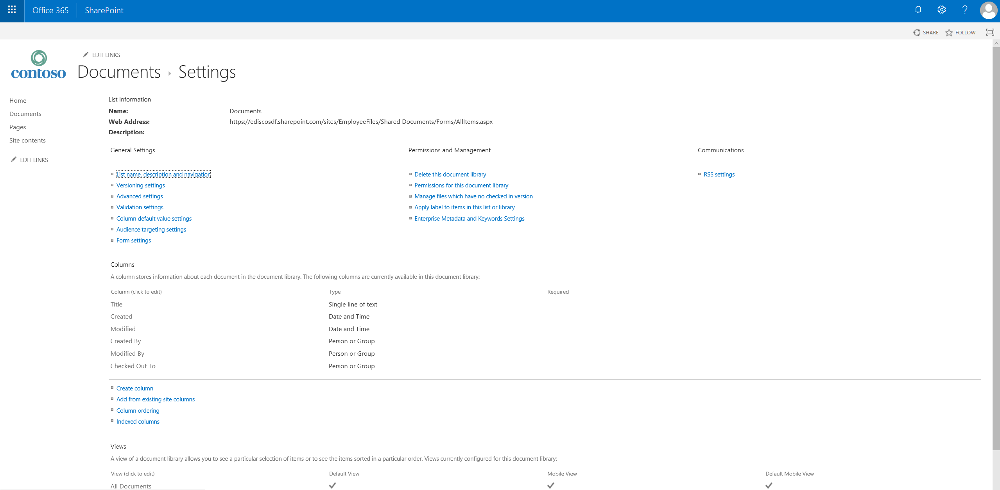 Office 365 SharePoint
SHARE FOLLOW
contoso
EDIT LINKS
Documents Settings
Home
Documents
Pages
Site contents
EDIT LINKS
List Information
Name: Documents
Web Address: https://ediscosdf.sharepoint.com/sites/EmployeeFiles/Shared Documents/Forms/AllItems.aspx
Description:
General Settings
List name, description and navigation
Versioning settings
Advanced settings
Validation settings
Column default value settings
Audience targeting settings
Form settings
Permissions and Management
Delete this document library
Permissions for this document library
Manage files which have no checked in version
Apply label to items in this list or library
Enterprise Metadata and Keywords Settings
Communications
RSS settings
Columns
A column stores information about each document in the document library. The following columns are currently available in this document library:
Column (click to edit) Type Required
Title Single line of text
Created Date and Time
Modified Date and Time
Created By Person or Group
Modified By Person or Group
Checked Out To Person or Group
Create column
Add from existing site columns
Column ordering
Indexed columns
Views
A view of a document library allows you to see a particular selection of items or to see the items sorted in a particular order. Views currently configured for this document library:
View (click to edit) Default View Mobile View Default Mobile View
All Documents